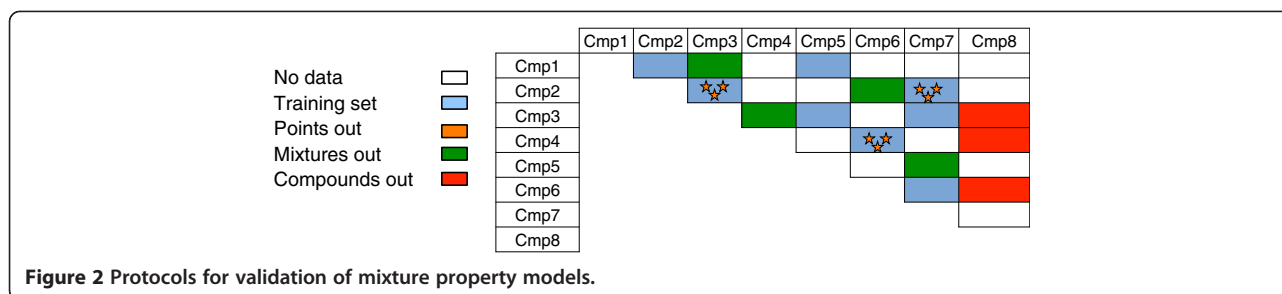 Cmp1 Cmp2 Cmp3 Cmp4 Cmp5 Cmp6 Cmp7 Cmp8
No data
Training set
Points out
Mixtures out
Compounds out
Cmp1
Cmp2
Cmp3
Cmp4
Cmp5
Cmp6
Cmp7
Cmp8
Figure 2 Protocols for validation of mixture property models.